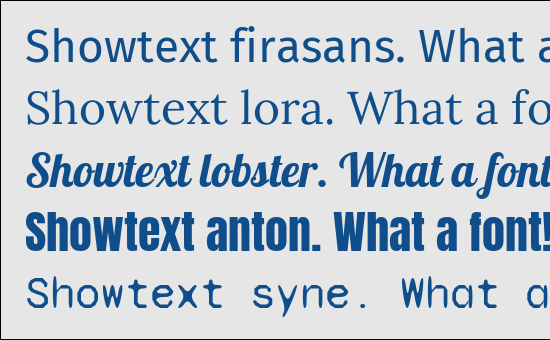 Showtext firasans. What a
Showtext lora. What a fo
Showtext lobster. What a font
Showtext anton. What a font!
Showtext syne. What a